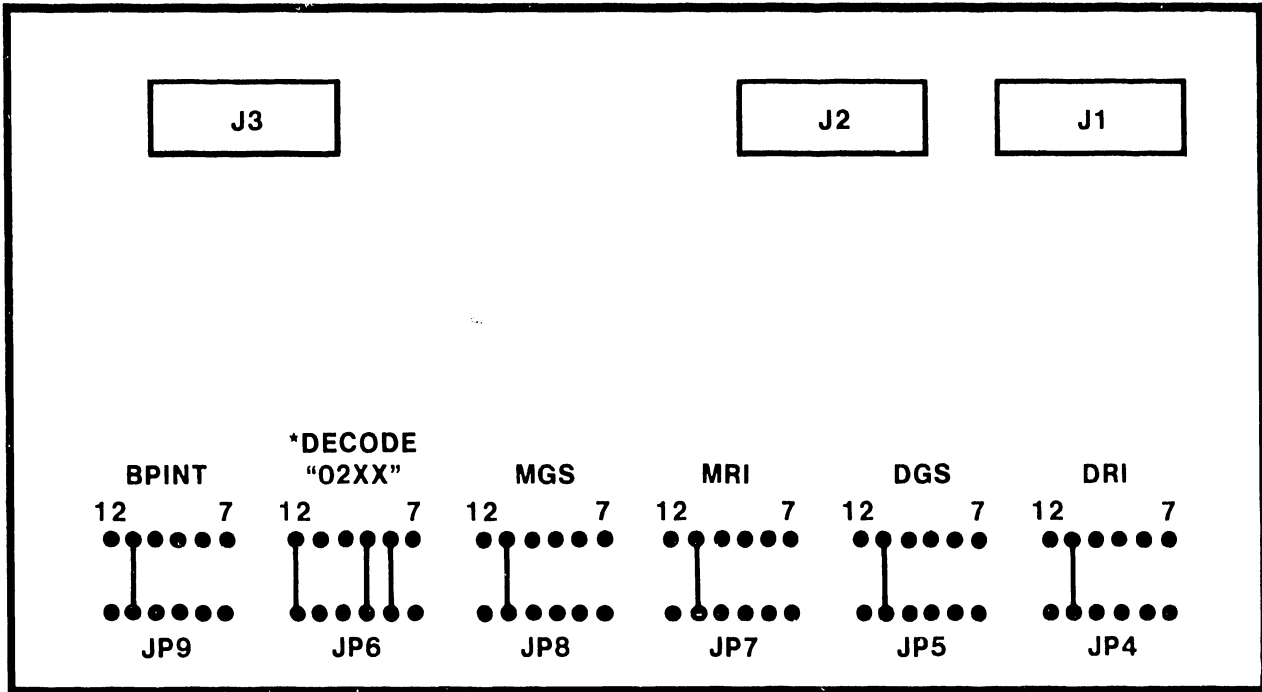 J3 J2 J1
*DECODE
BPINT "02XX" MGS MRI DGS DRI
12 7 12 7 12 7 12 7 12 7 12 7
JP9 JP6 JP8 JP7 JP5 JP4